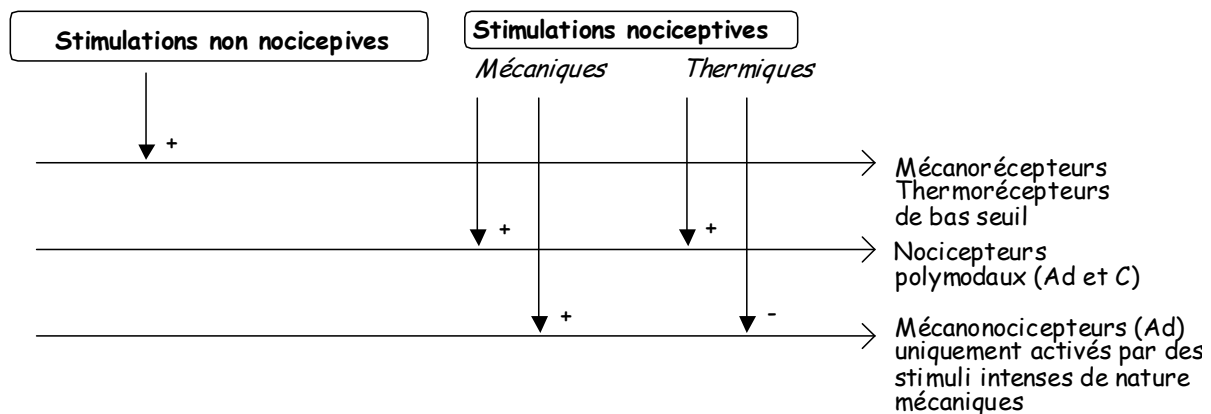 Stimulations non nocicepives
Stimulations nociceptives
Mécaniques
Thermiques
+
Mécanorécepteurs
Thermorécepteurs
de bas seuil
+
+
Nocicepteurs
polymodaux (Ad et C)
+
-
Mécanonocicepteurs (Ad)
uniquement activés par des
stimuli intenses de nature
mécaniques